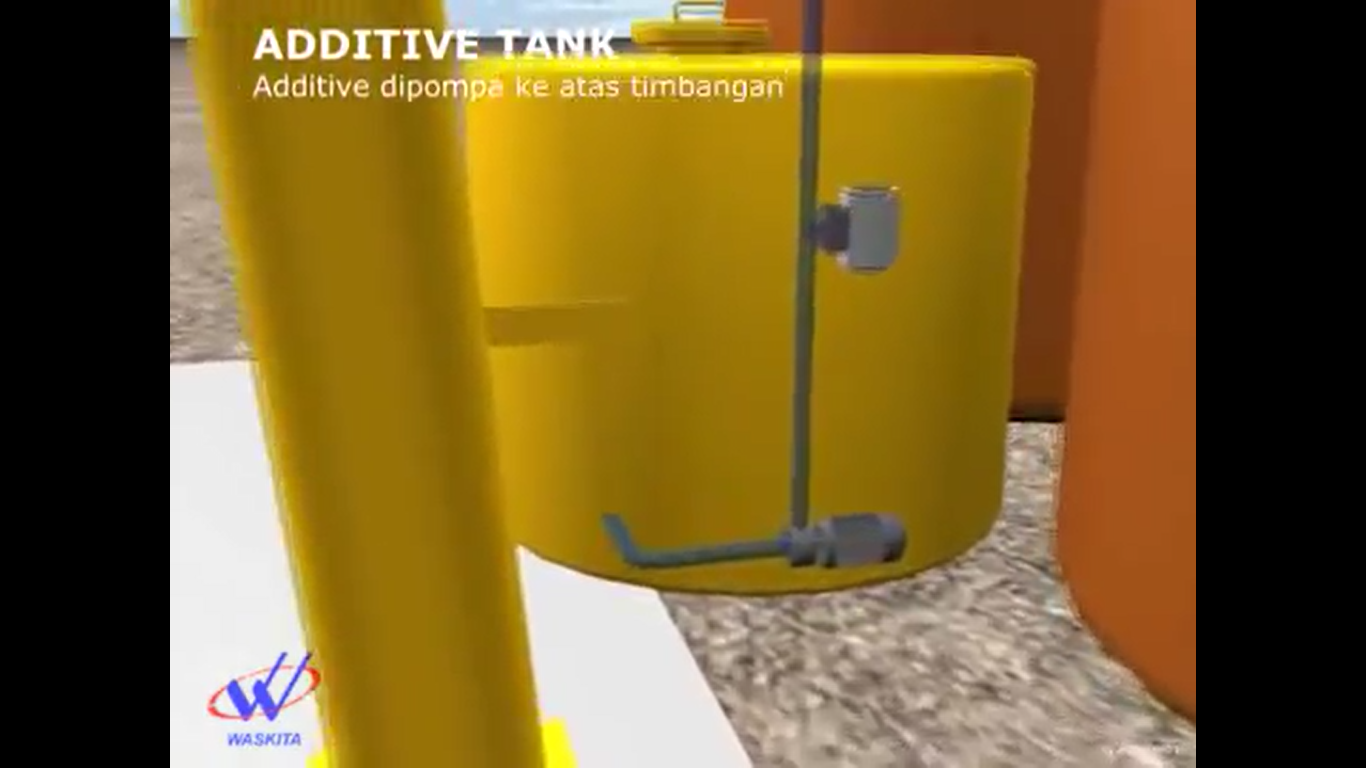 ADDITIVE TANK
Additive dipompa ke atas timbangan
WASKITA